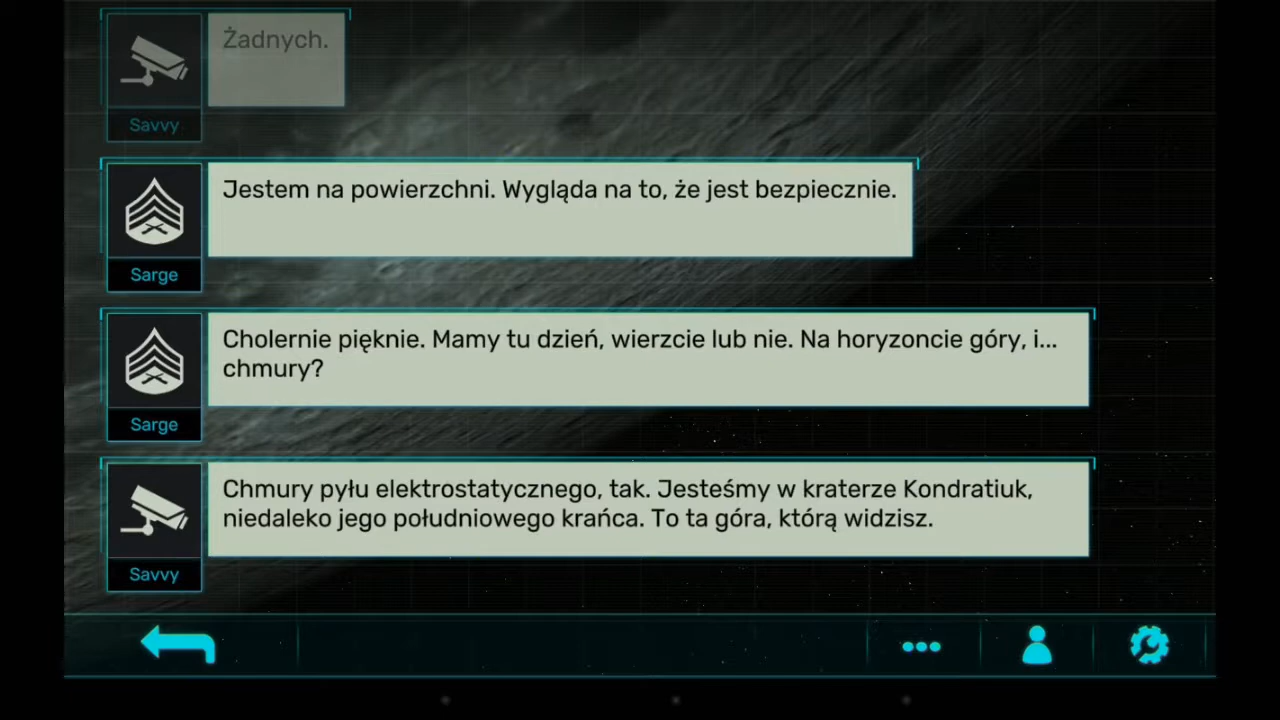 Żadnych.
Savvy
Jestem na powierzchni. Wygląda na to, że jest bezpiecznie.
Sarge
Cholernie pięknie. Mamy tu dzień, wierzcie lub nie. Na horyzoncie góry, i...
chmury?
Sarge
Chmury pyłu elektrostatycznego, tak. Jesteśmy w kraterze Kondratiuk,
niedaleko jego południowego krańca. To ta góra, którą widzisz.
Savvy